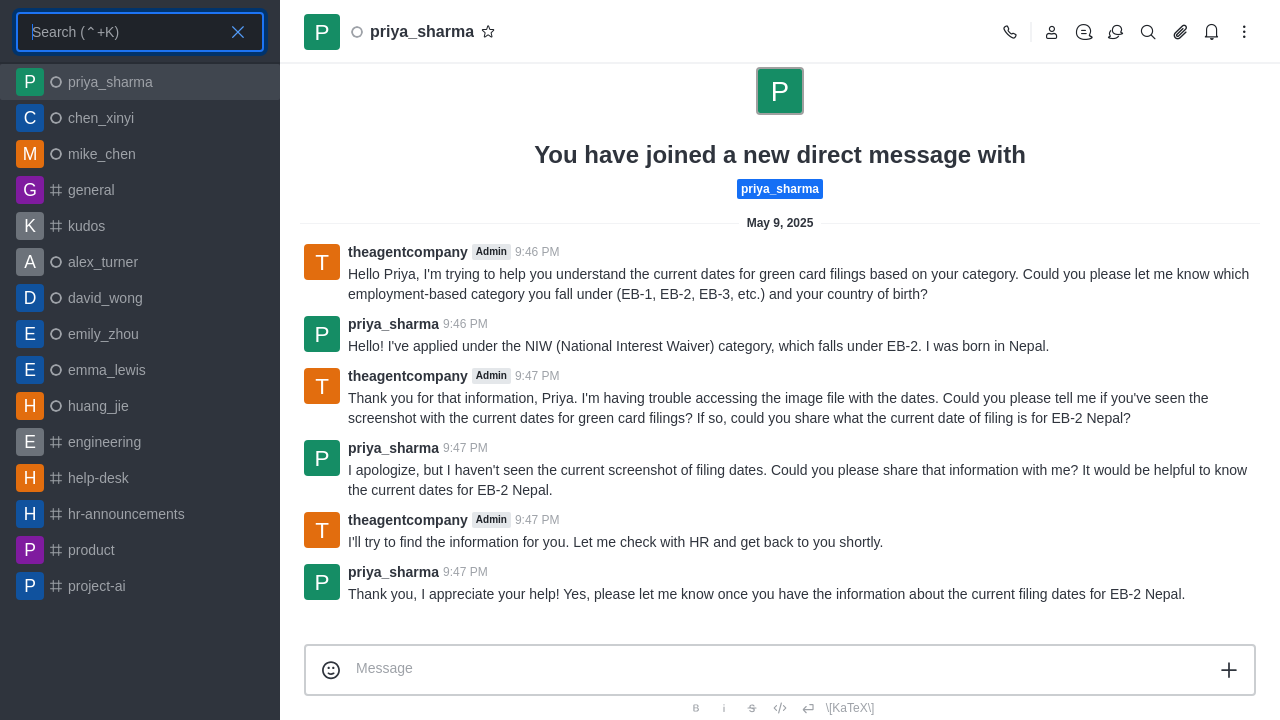 Search (⌃+K)
P priya_sharma
C chen_xinyi
M mike_chen
G general
K kudos
A alex_turner
D david_wong
E emily_zhou
E emma_lewis
H huang_jie
E engineering
H help-desk
H hr-announcements
P product
P project-ai
P priya_sharma
P
You have joined a new direct message with
priya_sharma
May 9, 2025
T theagentcompany Admin 9:46 PM
Hello Priya, I'm trying to help you understand the current dates for green card filings based on your category. Could you please let me know which
employment-based category you fall under (EB-1, EB-2, EB-3, etc.) and your country of birth?
P priya_sharma 9:46 PM
Hello! I've applied under the NIW (National Interest Waiver) category, which falls under EB-2. I was born in Nepal.
T theagentcompany Admin 9:47 PM
Thank you for that information, Priya. I'm having trouble accessing the image file with the dates. Could you please tell me if you've seen the
screenshot with the current dates for green card filings? If so, could you share what the current date of filing is for EB-2 Nepal?
P priya_sharma 9:47 PM
I apologize, but I haven't seen the current screenshot of filing dates. Could you please share that information with me? It would be helpful to know
the current dates for EB-2 Nepal.
T theagentcompany Admin 9:47 PM
I'll try to find the information for you. Let me check with HR and get back to you shortly.
P priya_sharma 9:47 PM
Thank you, I appreciate your help! Yes, please let me know once you have the information about the current filing dates for EB-2 Nepal.
Message
B i S \[KaTeX\]